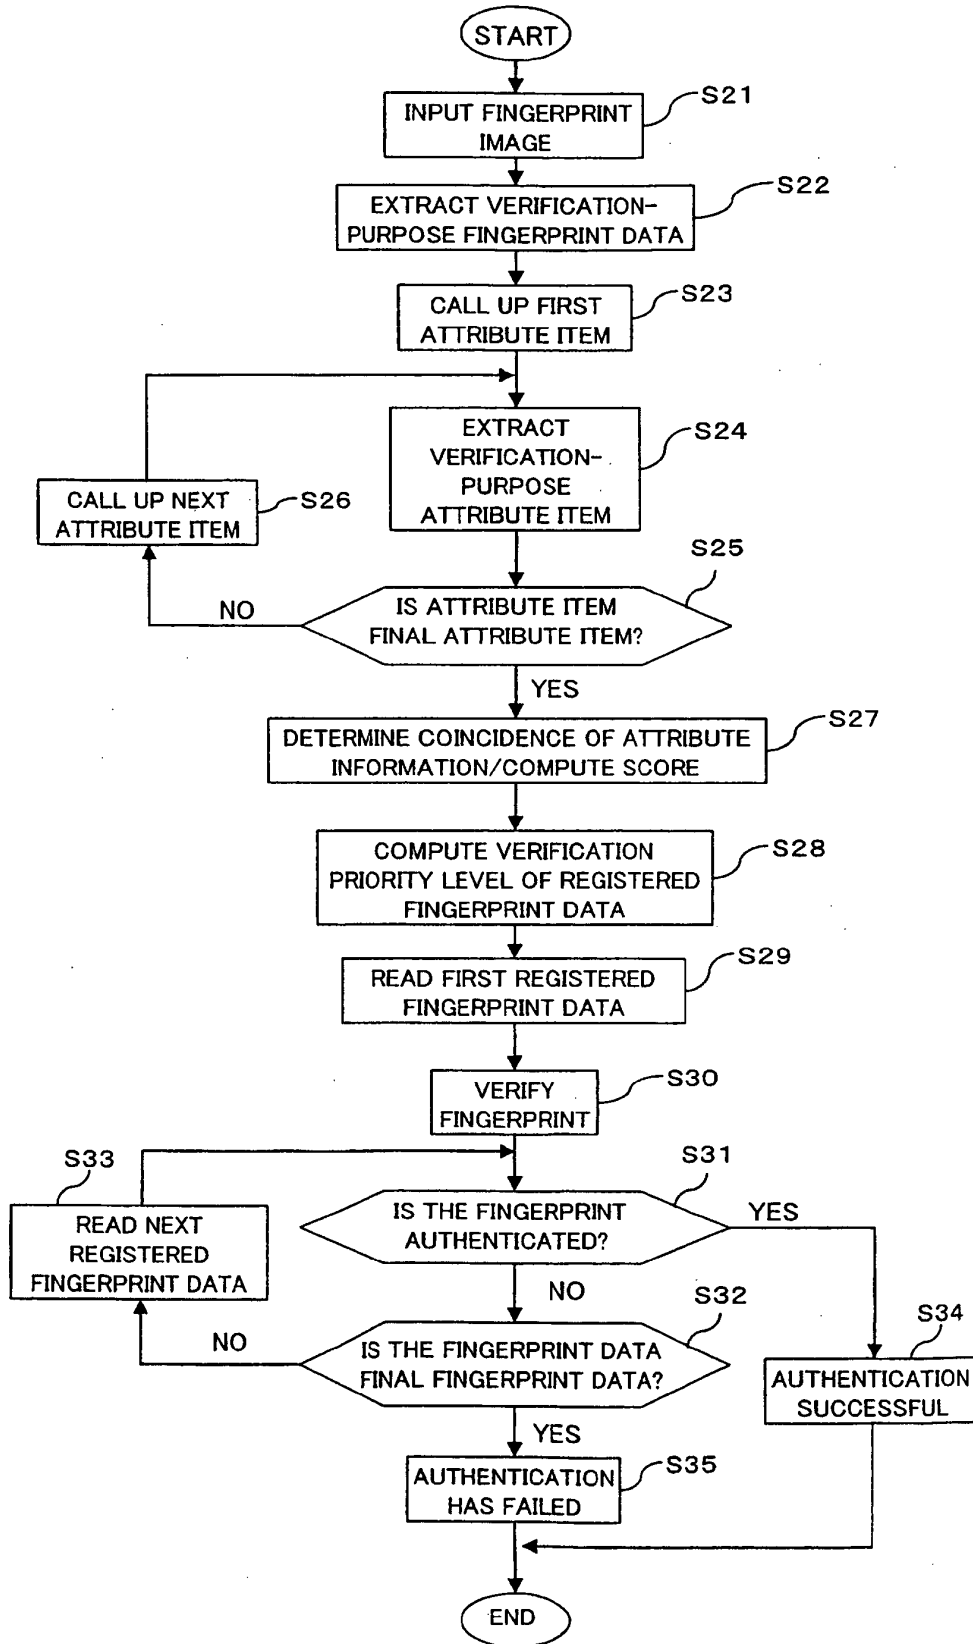 START
INPUT FINGERPRINT
IMAGE
S21
EXTRACT VERIFICATION-
PURPOSE FINGERPRINT DATA
S22
CALL UP FIRST
ATTRIBUTE ITEM
S23
EXTRACT
VERIFICATION-
PURPOSE
ATTRIBUTE ITEM
S24
CALL UP NEXT
ATTRIBUTE ITEM
S26
IS ATTRIBUTE ITEM
FINAL ATTRIBUTE ITEM?
S25
NO
YES
DETERMINE COINCIDENCE OF ATTRIBUTE
INFORMATION/COMPUTE SCORE
S27
COMPUTE VERIFICATION
PRIORITY LEVEL OF REGISTERED
FINGERPRINT DATA
S28
READ FIRST REGISTERED
FINGERPRINT DATA
S29
VERIFY
FINGERPRINT
S30
S33
READ NEXT
REGISTERED
FINGERPRINT DATA
IS THE FINGERPRINT
AUTHENTICATED?
S31
YES
NO
IS THE FINGERPRINT DATA
FINAL FINGERPRINT DATA?
S32
NO
YES
S34
AUTHENTICATION
SUCCESSFUL
AUTHENTICATION
HAS FAILED
S35
END